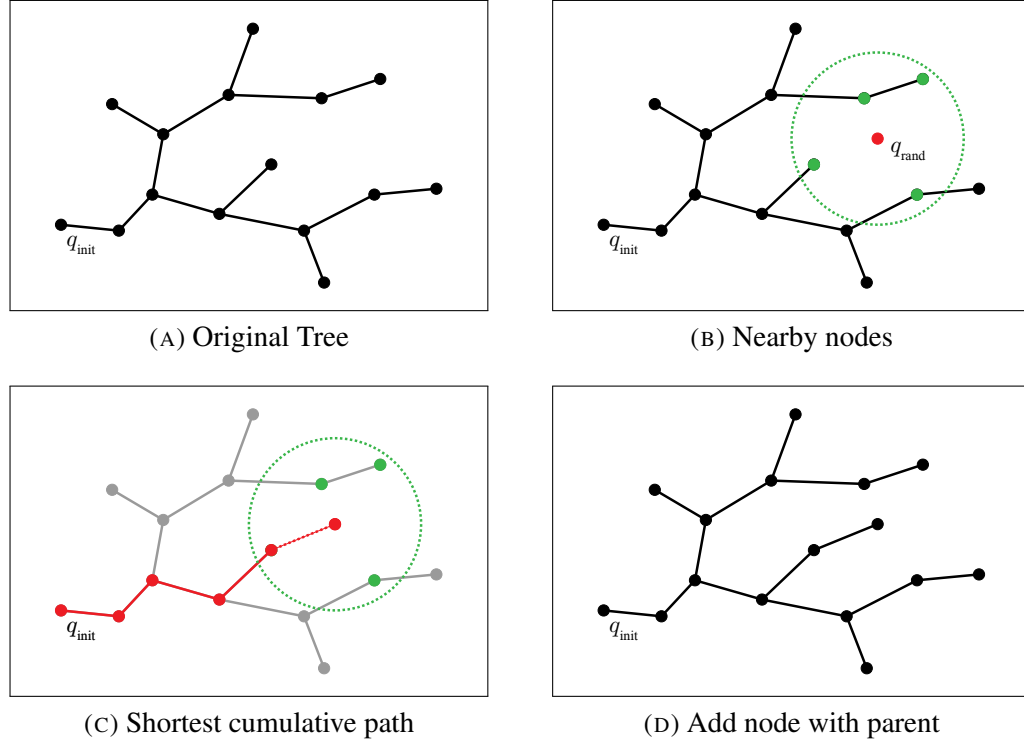 q_init
(A) Original Tree
q_rand
q_init
(B) Nearby nodes
q_init
(C) Shortest cumulative path
q_init
(D) Add node with parent